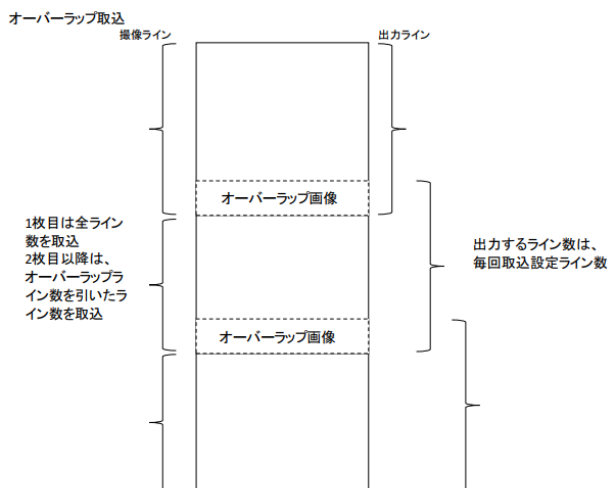 オーバーラップ取込
撮像ライン
出力ライン
オーバーラップ画像
1枚目は全ライン
数を取込
2枚目以降は、
オーバーラップラ
イン数を引いたラ
イン数を取込
出力するライン数は、
毎回取込設定ライン数
オーバーラップ画像